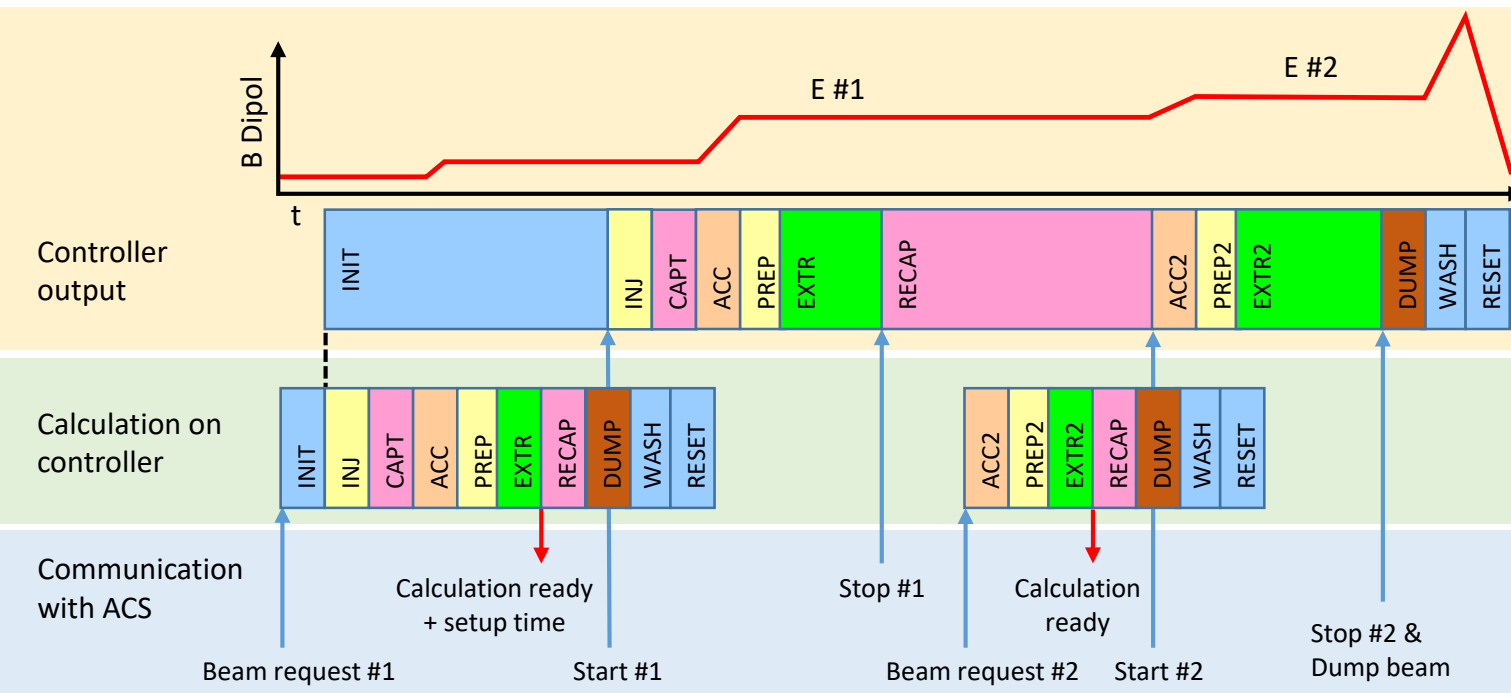 E #1
E #2
B Dipol
t
Controller
output
INIT
INJ
CAPT
ACC
PREP
EXTR
RECAP
ACC2
PREP2
EXTR2
DUMP
WASH
RESET
Calculation on
controller
INIT
INJ
CAPT
ACC
PREP
EXTR
RECAP
DUMP
WASH
RESET
ACC2
PREP2
EXTR2
RECAP
DUMP
WASH
RESET
Communication
with ACS
Calculation ready
+ setup time
Stop #1
Calculation
ready
Stop #2 &
Dump beam
Beam request #1
Start #1
Beam request #2
Start #2